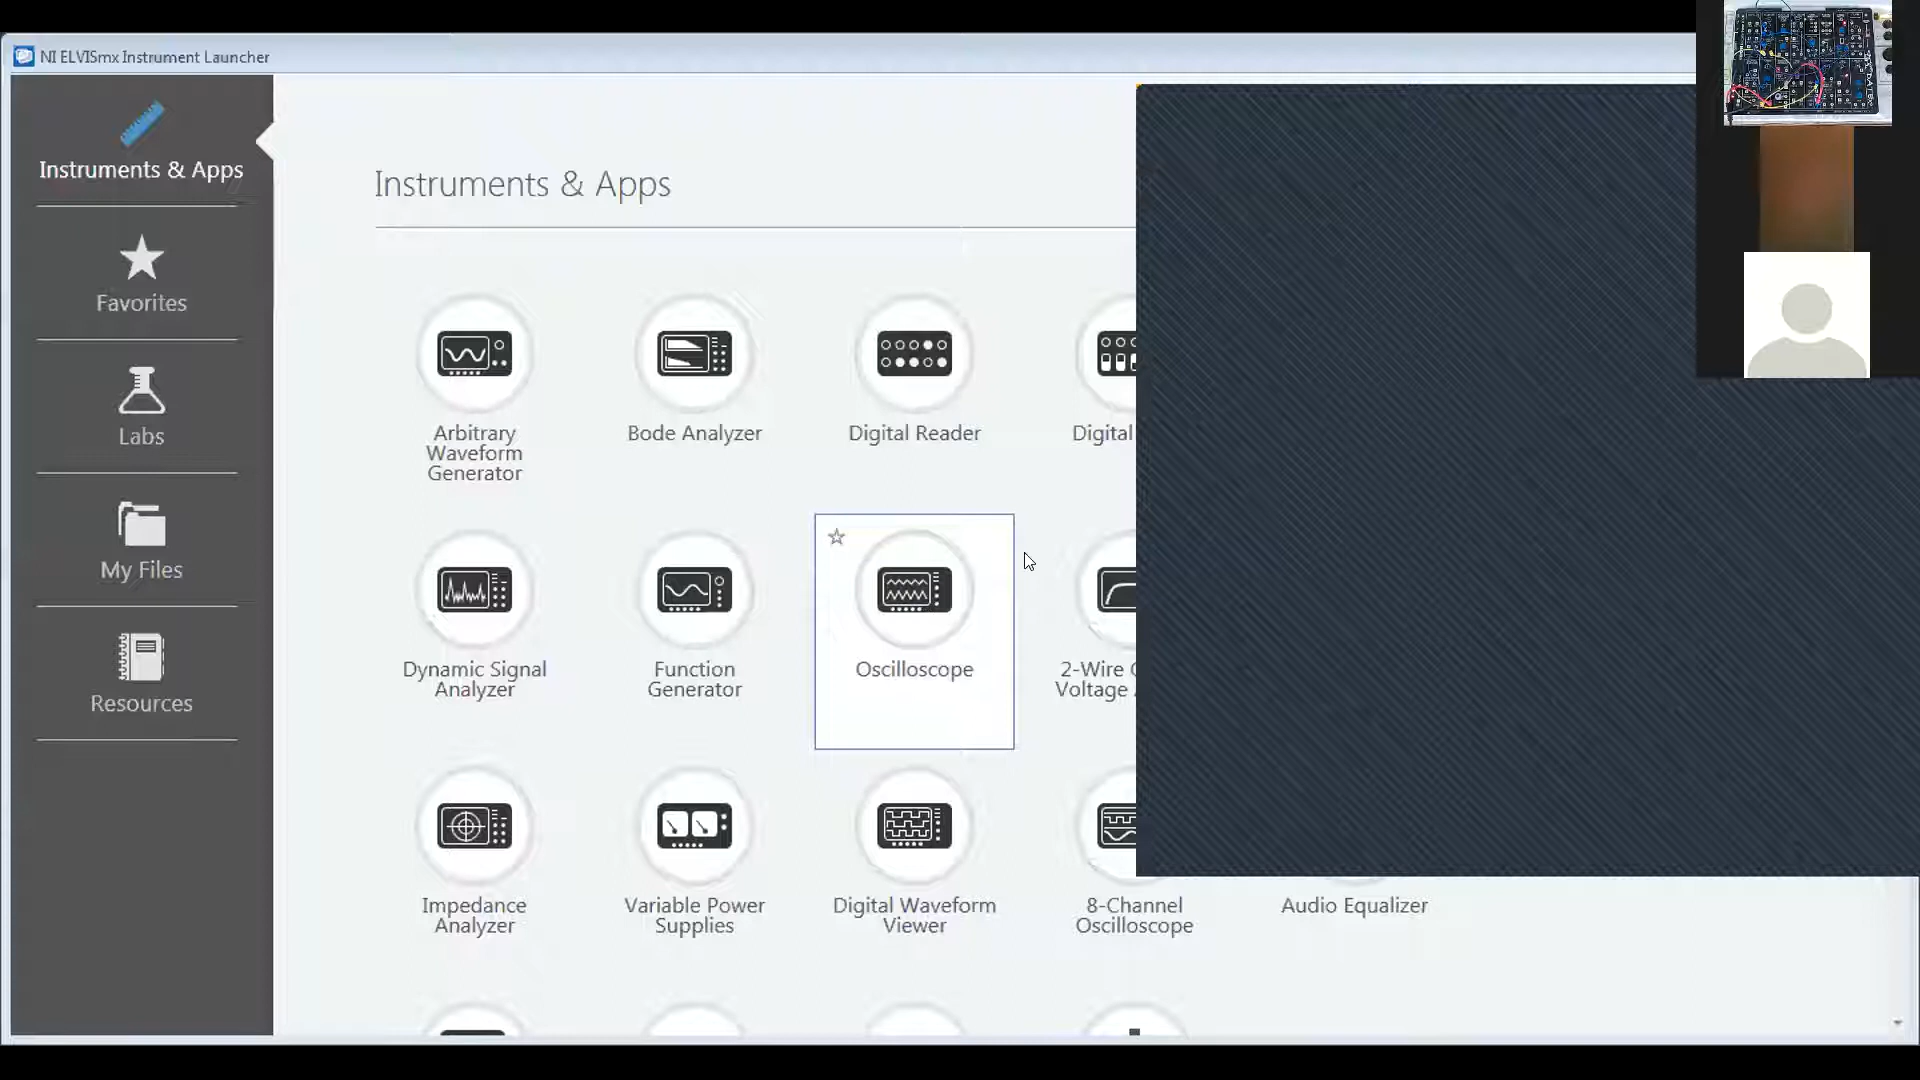 NI ELVISmx Instrument Launcher
Instruments & Apps
Favorites
Labs
My Files
Resources
Instruments & Apps
Arbitrary
Waveform
Generator
Bode Analyzer
Digital Reader
Digital
Dynamic Signal
Analyzer
Function
Generator
Oscilloscope
2-Wire
Voltage
Impedance
Analyzer
Variable Power
Supplies
Digital Waveform
Viewer
8-Channel
Oscilloscope
Audio Equalizer